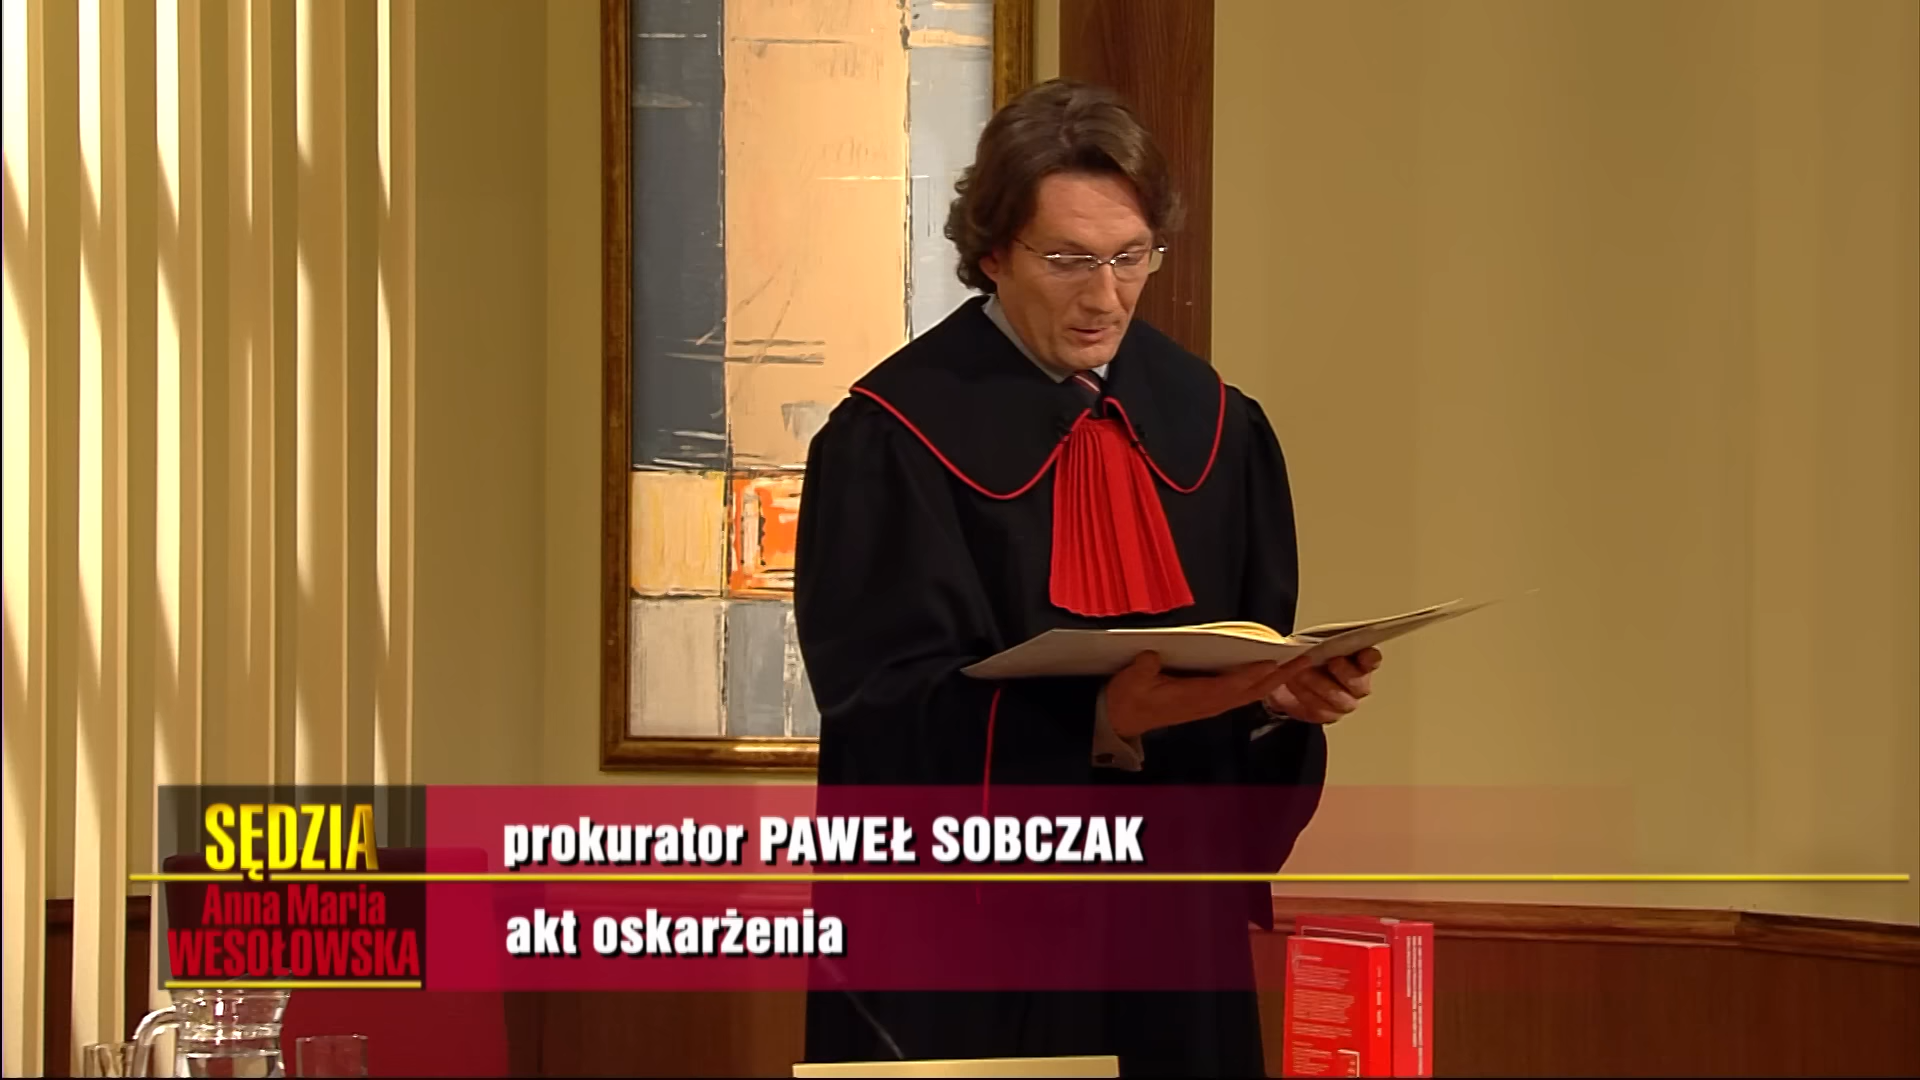 SĘDZIA
Anna Maria
WESOŁOWSKA
prokurator PAWEŁ SOBCZAK
akt oskarżenia